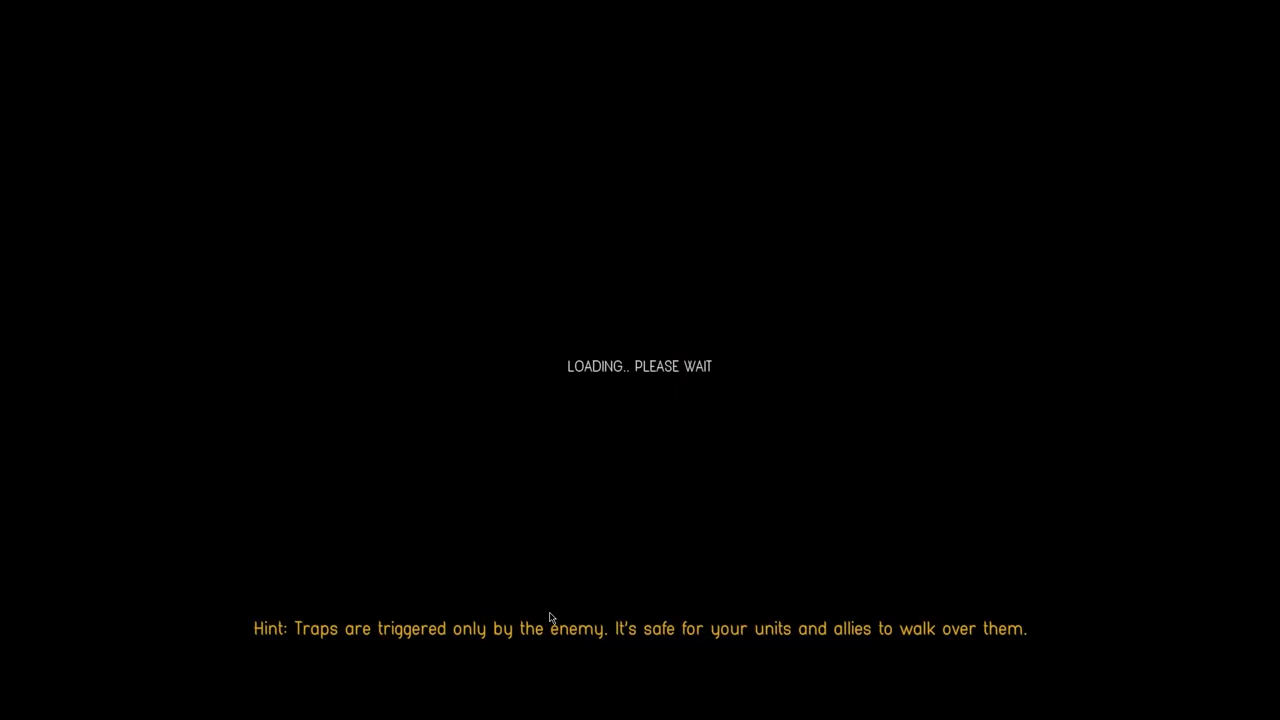 LOADING.. PLEASE WAIT
Hint: Traps are triggered only by the enemy. It's safe for your units and allies to walk over them.